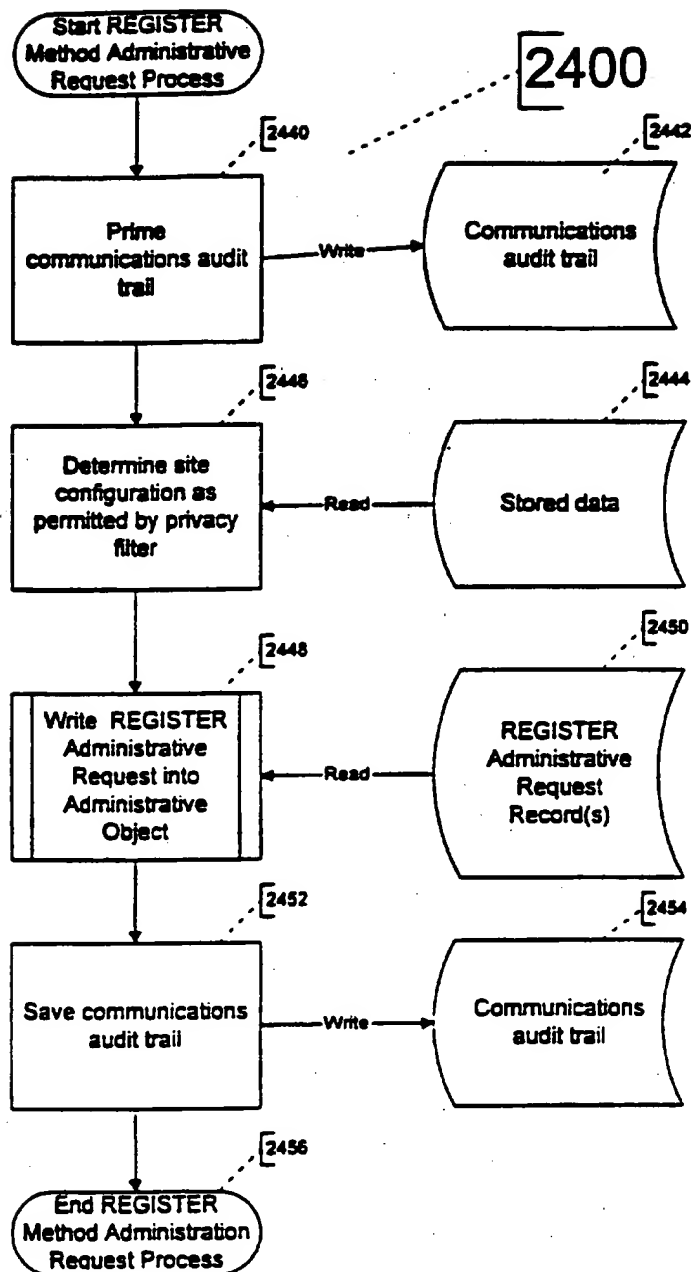 Start REGISTER
Method Administrative
Request Process
2400
2440
2442
Prime
communications audit
trail
Write
Communications
audit trail
2446
2444
Determine site
configuration as
permitted by privacy
filter
Read
Stored data
2448
2450
Write REGISTER
Administrative
Request into
Administrative
Object
Read
REGISTER
Administrative
Request
Record(s)
2452
2454
Save communications
audit trail
Write
Communications
audit trail
2456
End REGISTER
Method Administration
Request Process